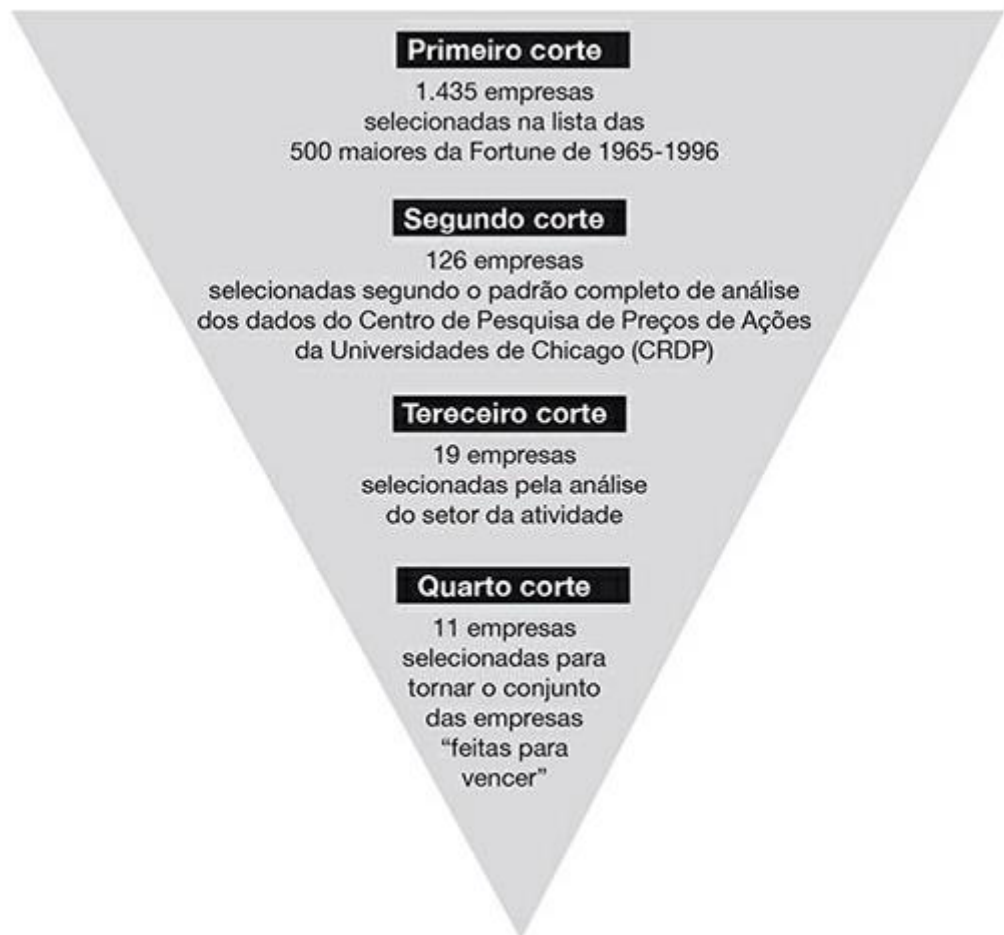 Primeiro corte
1.435 empresas
selecionadas na lista das
500 maiores da Fortune de 1965-1996
Segundo corte
126 empresas
selecionadas segundo o padrão completo de análise
dos dados do Centro de Pesquisa de Preços de Ações
da Universidades de Chicago (CRDP)
Tereceiro corte
19 empresas
selecionadas pela análise
do setor da atividade
Quarto corte
11 empresas
selecionadas para
tornar o conjunto
das empresas
“feitas para
vencer”